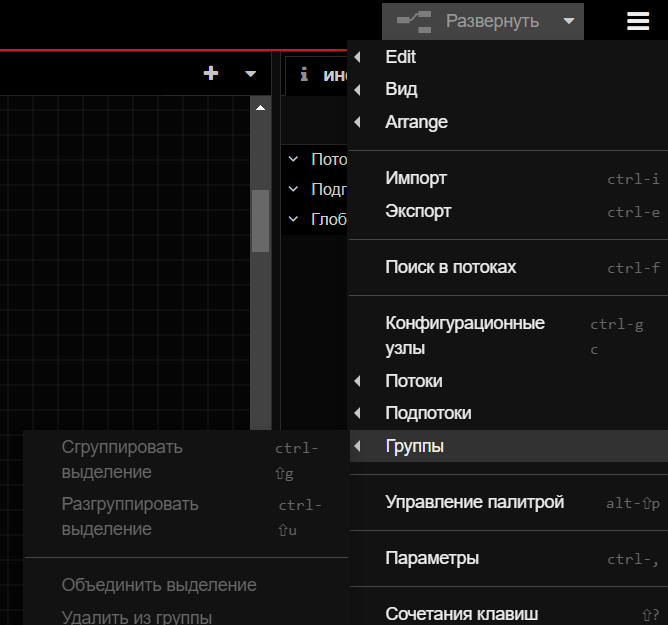 Развернуть
i ин
Edit
Вид
Arrange
Пото
Подп
Глоб
Импорт ctrl-i
Экспорт ctrl-e
Поиск в потоках ctrl-f
Конфигурационные ctrl-g
узлы c
Потоки
Подпотоки
Группы
Сгруппировать ctrl-
выделение ⇧g
Разгруппировать ctrl-
выделение ⇧u
Объединить выделение
Удалить из группы
Управление палитрой alt-⇧p
Параметры ctrl-,
Сочетания клавиш ⇧?